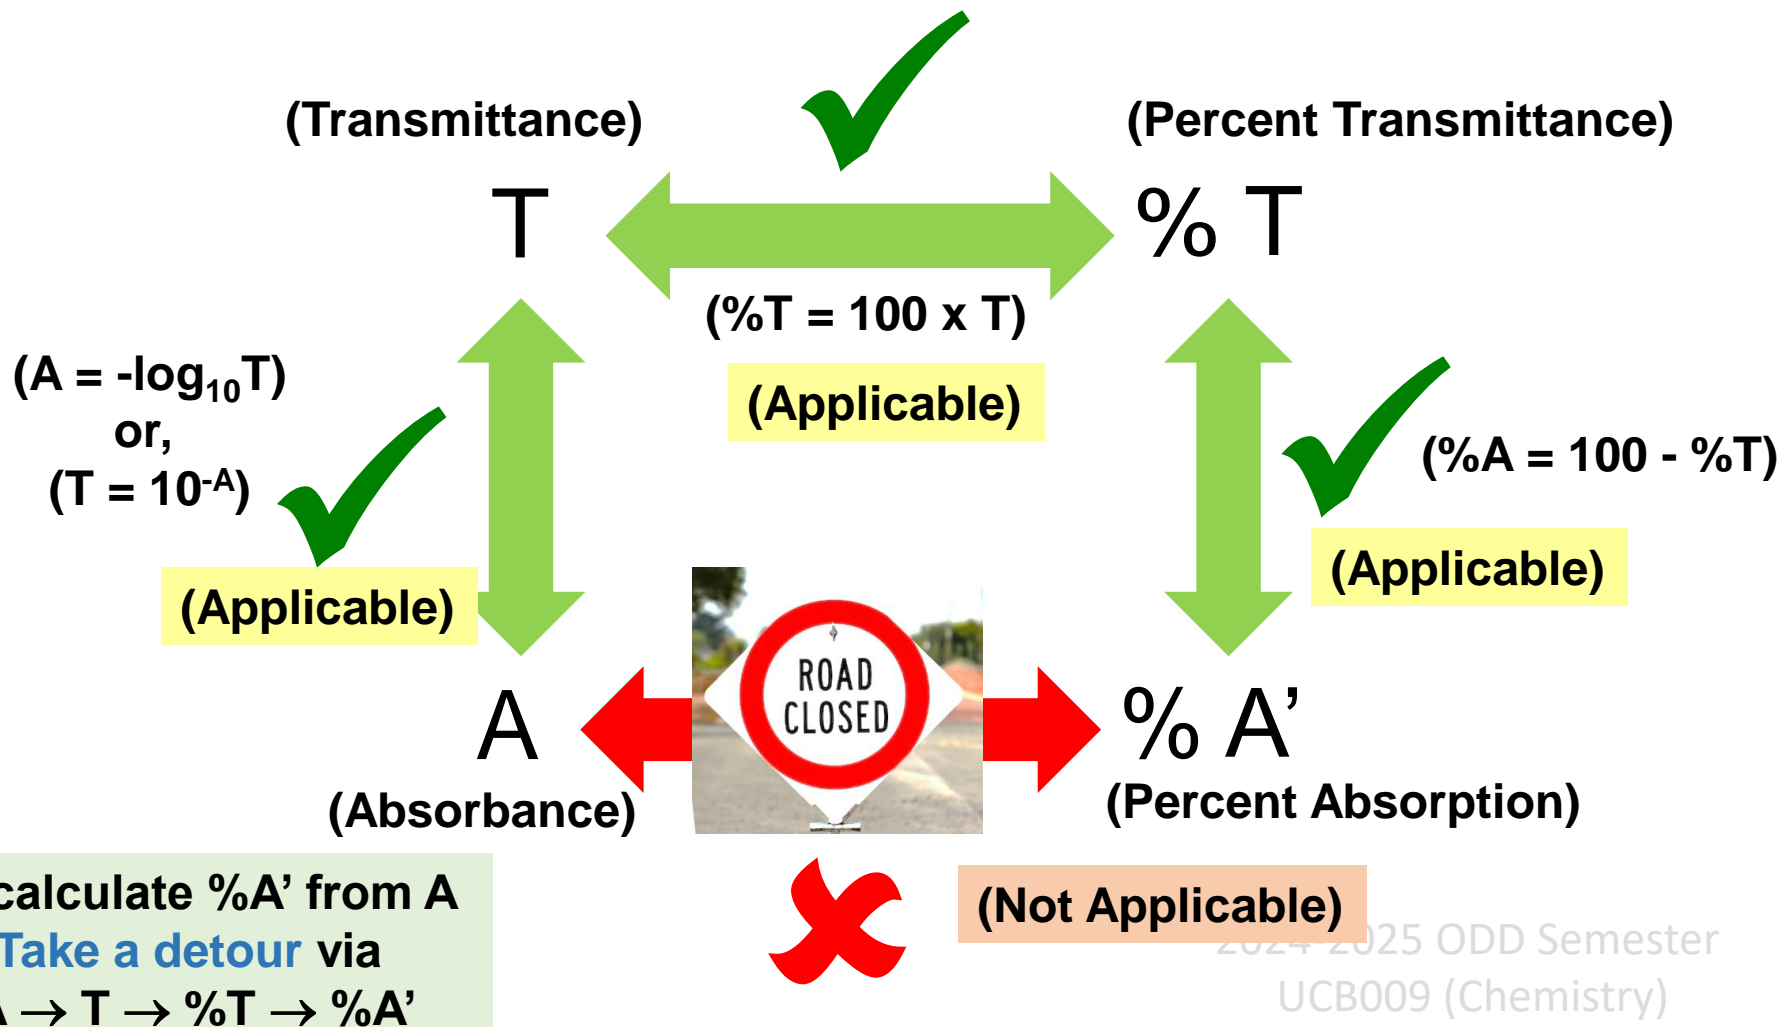 (Transmittance)
(Percent Transmittance)
T
% T
(%T = 100 x T)
(Applicable)
(A = -log₁₀T)
or,
(T = 10⁻ᴬ)
(Applicable)
(%A = 100 - %T)
(Applicable)
ROAD
CLOSED
A
% A’
(Absorbance)
(Percent Absorption)
(Not Applicable)
calculate %A’ from A
Take a detour via
A → T → %T → %A’
2024-2025 ODD Semester
UCB009 (Chemistry)